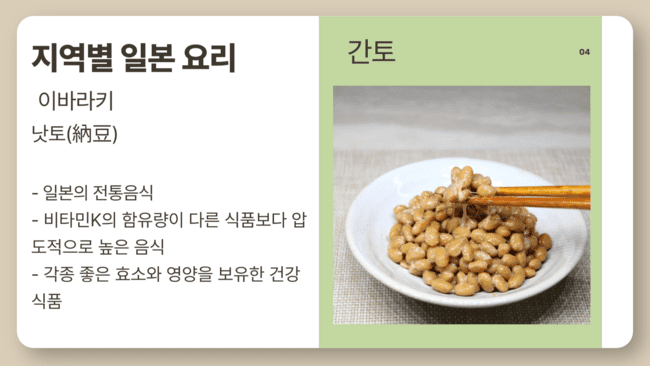 지역별 일본 요리
이바라키
낫토(納豆)
- 일본의 전통음식
- 비타민K의 함유량이 다른 식품보다 압
도적으로 높은 음식
- 각종 좋은 효소와 영양을 보유한 건강
식품
간토
04